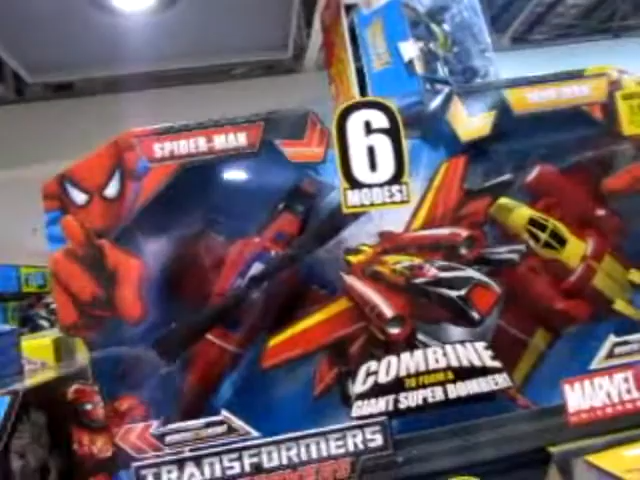 SPIDER-MAN
6
MODES!
COMBINE
TO FORM A
GIANT SUPER BOMBER!
MARVEL
TRANSFORMERS